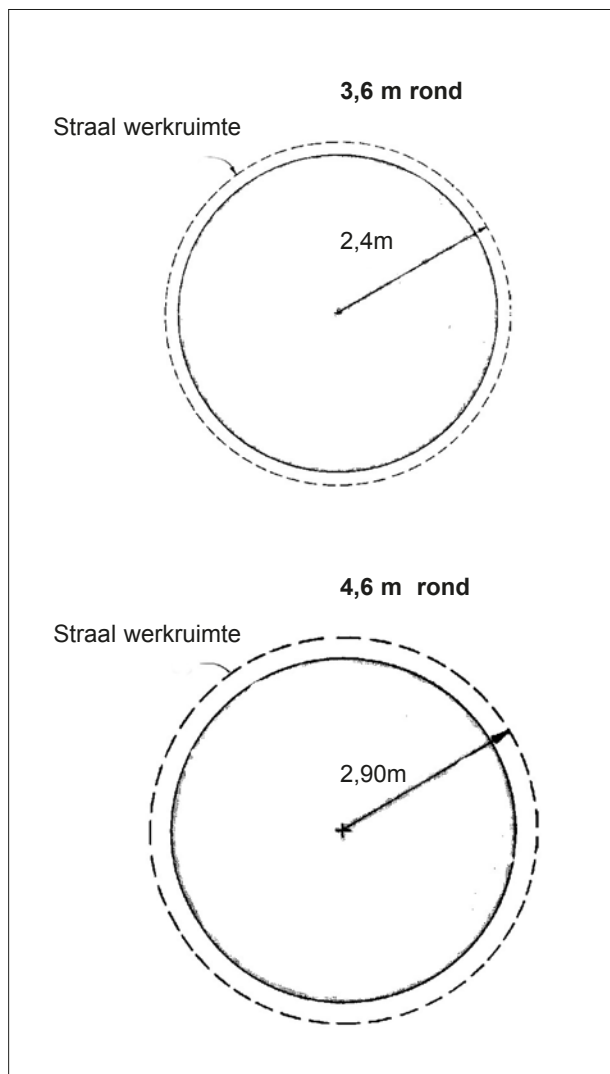 3,6 m rond
Straal werkruimte
2,4m
4,6 m rond
Straal werkruimte
2,90m